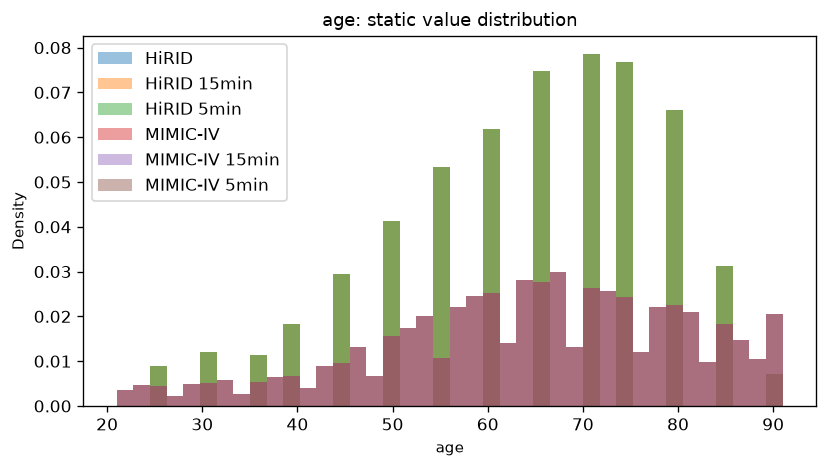 age: static value distribution
HiRID
HiRID 15min
HiRID 5min
MIMIC-IV
MIMIC-IV 15min
MIMIC-IV 5min
0.08
0.07
0.06
0.05
0.04
0.03
0.02
0.01
0.00
Density
20 30 40 50 60 70 80 90
age